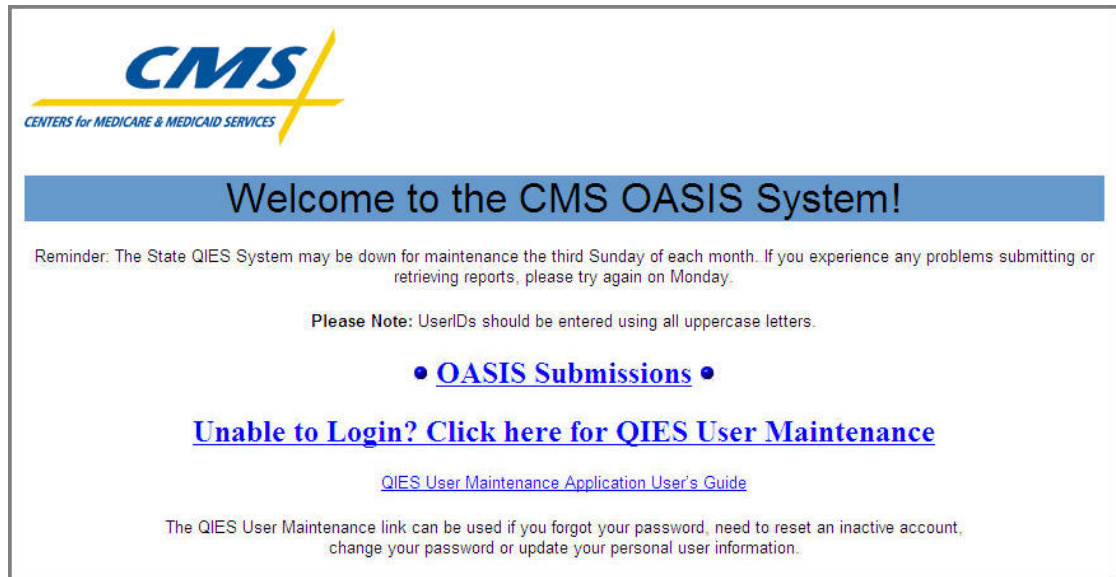 CMS
CENTERS for MEDICARE & MEDICAID SERVICES
Welcome to the CMS OASIS System!
Reminder: The State QIES System may be down for maintenance the third Sunday of each month. If you experience any problems submitting or
retrieving reports, please try again on Monday.
Please Note: UserIDs should be entered using all uppercase letters.
• OASIS Submissions •
Unable to Login? Click here for QIES User Maintenance
QIES User Maintenance Application User's Guide
The QIES User Maintenance link can be used if you forgot your password, need to reset an inactive account,
change your password or update your personal user information.